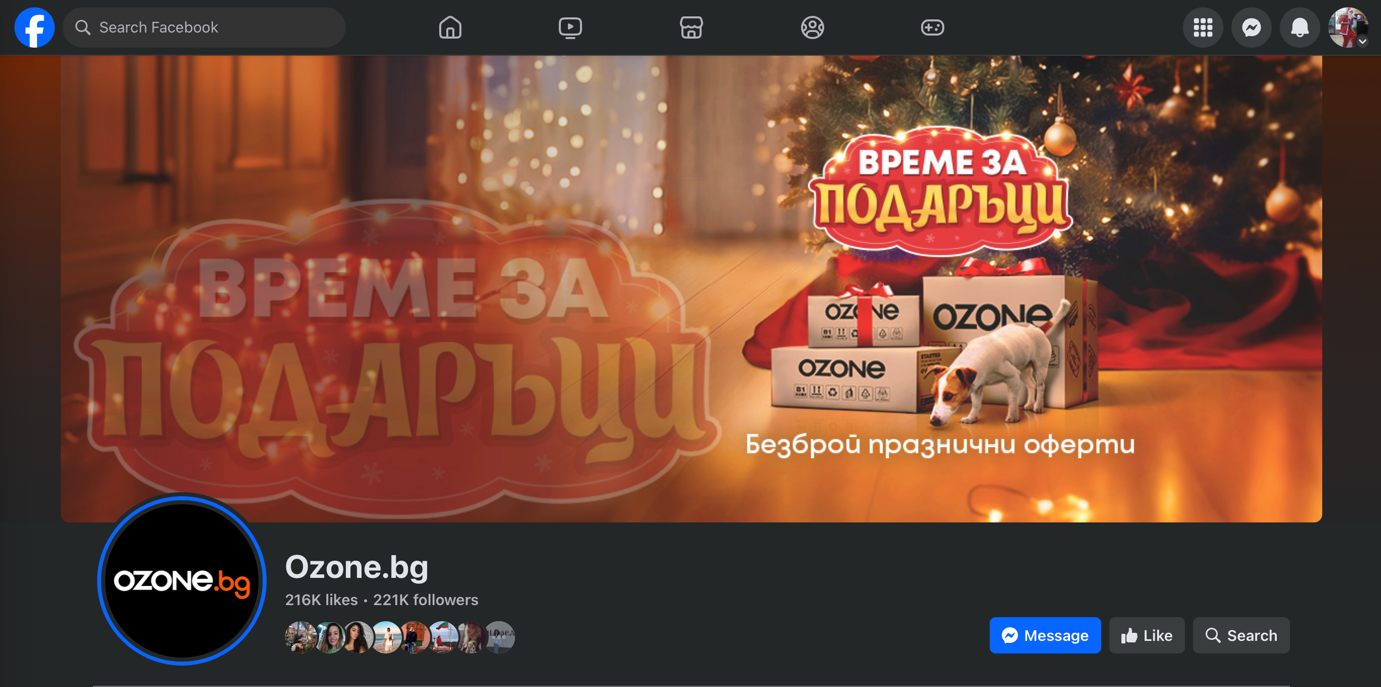 Search Facebook
ВРЕМЕ ЗА
ПОДАРЪЦИ
ВРЕМЕ ЗА
ПОДАРЪЦИ
OZONE
OZONE
OZONE
Безброй празнични оферти
OZONE.bg
Ozone.bg
216K likes • 221K followers
Message
Like
Search